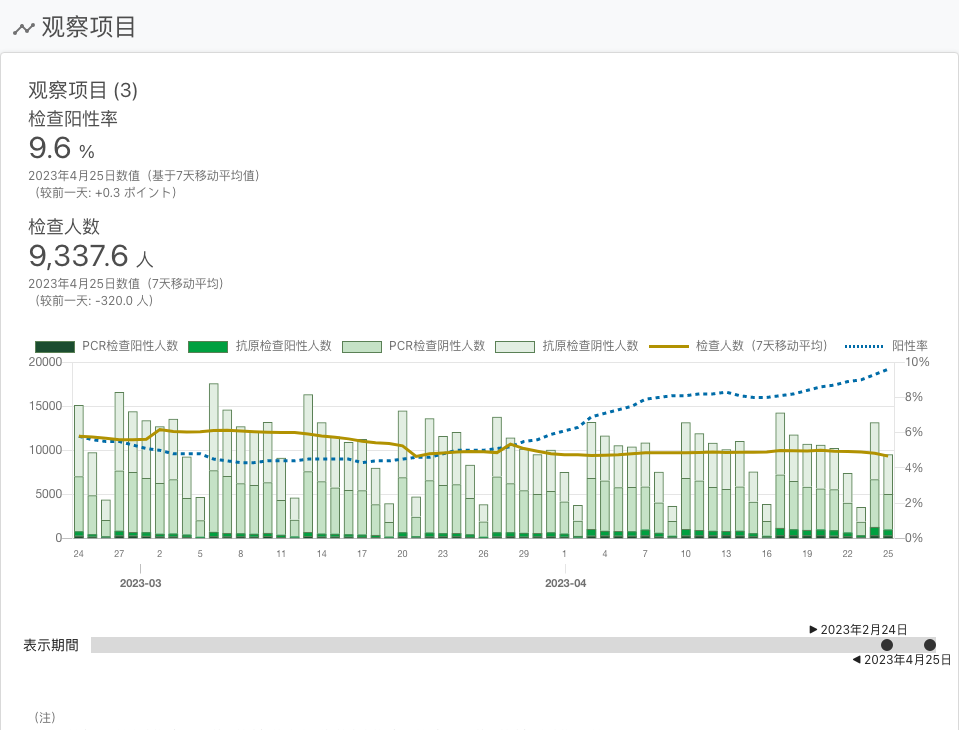 观察项目
观察项目 (3)
检查阳性率
9.6 %
2023年4月25日数值（基于7天移动平均值）
（较前一天: +0.3 ポイント）
检查人数
9,337.6 人
2023年4月25日数值（7天移动平均）
（较前一天: -320.0 人）
PCR检查阳性人数 抗原检查阳性人数 PCR检查阴性人数 抗原检查阴性人数 检查人数（7天移动平均） 阳性率
20000 10%
15000 8%
6%
10000 4%
5000 2%
0 0%
24 27 2 5 8 11 14 17 20 23 26 29 1 4 7 10 13 16 19 22 25
2023-03 2023-04
2023年2月24日
表示期間
2023年4月25日
（注）